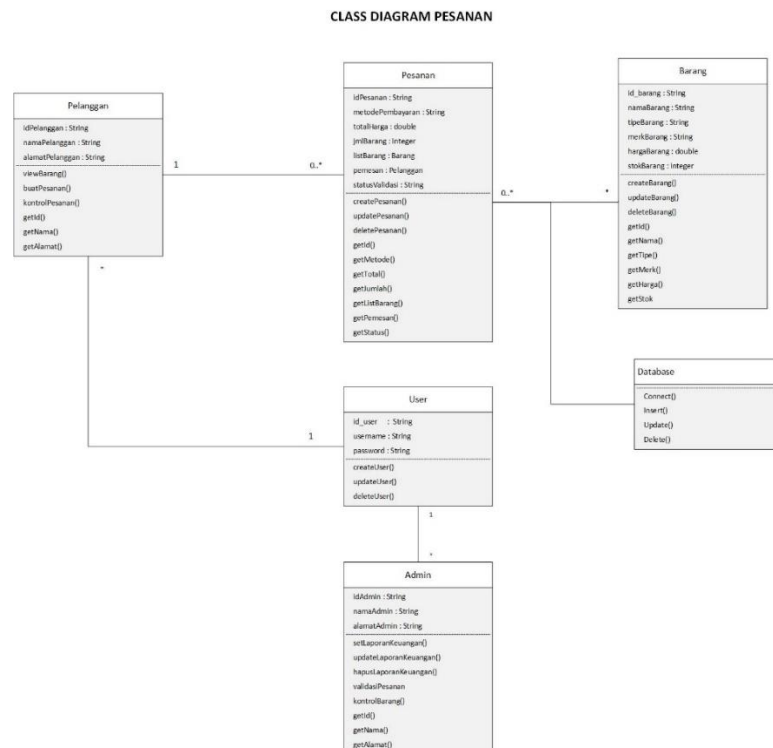 CLASS DIAGRAM PESANAN
Pelanggan
idPelanggan : String
namaPelanggan : String
alamatPelanggan : String
viewBarang()
buatPesanan()
kontrolPesanan()
getId()
getNama()
getAlamat()
1
0..*
Pesanan
idPesanan : String
metodePembayaran : String
totalHarga : double
jmlBarang : Integer
listBarang : Barang
pemesan : Pelanggan
statusValidasi : String
createPesanan()
updatePesanan()
deletePesanan()
getId()
getMetode()
getTotal()
getJumlah()
getListBarang()
getPemesan()
getStatus()
0..*
*
Barang
id_barang : String
namaBarang : String
tipeBarang : String
merkBarang : String
hargaBarang : double
stokBarang : Integer
createBarang()
updateBarang()
deleteBarang()
getId()
getNama()
getTipe()
getMerk()
getHarga()
getStok
Database
Connect()
Insert()
Update()
Delete()
*
1
User
id_user : String
username : String
password : String
createUser()
updateUser()
deleteUser()
1
*
Admin
idAdmin : String
namaAdmin : String
alamatAdmin : String
setLaporanKeuangan()
updateLaporanKeuangan()
hapusLaporanKeuangan()
validasiPesanan
kontrolBarang()
getId()
getNama()
getAlamat()